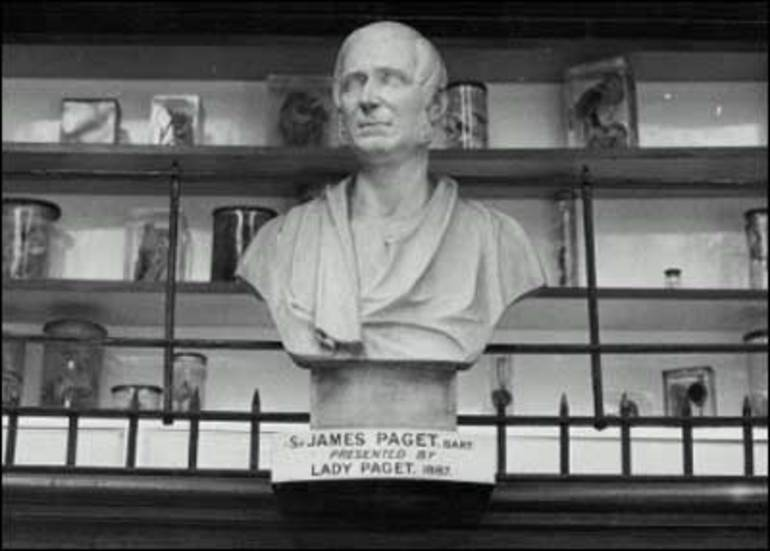 Sr JAMES PAGET, BART
PRESENTED BY
LADY PAGET, 1887.